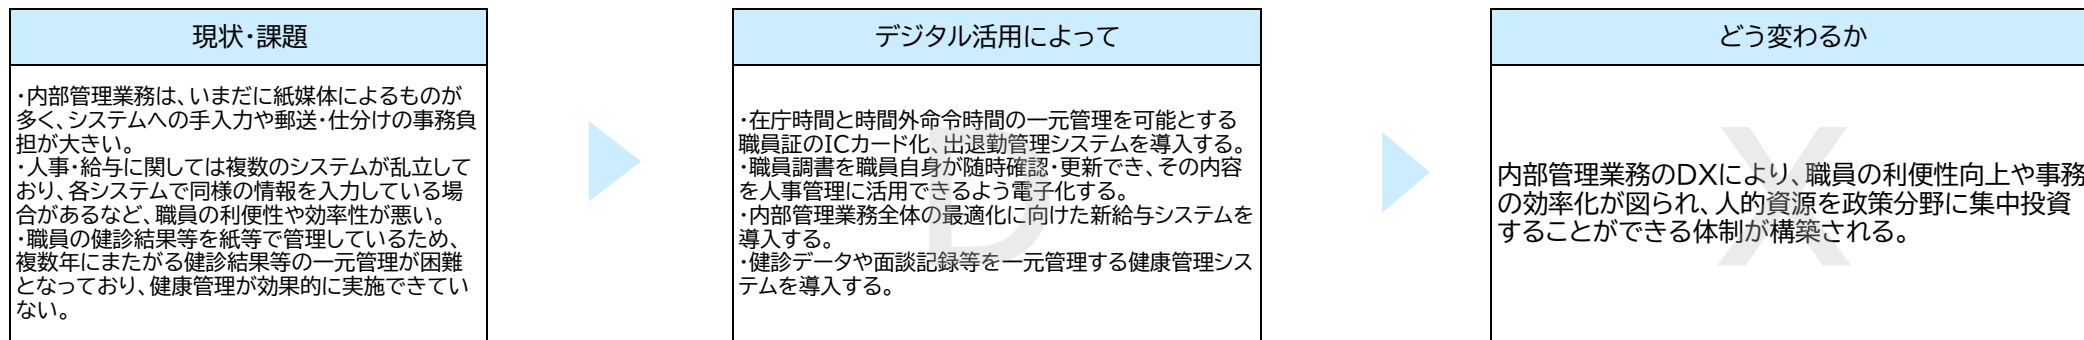 現状・課題
・内部管理業務は、いまだに紙媒体によるものが
多く、システムへの手入力や郵送・仕分けの事務負
担が大きい。
・人事・給与に関しては複数のシステムが乱立して
おり、各システムで同様の情報を入力している場
合があるなど、職員の利便性や効率性が悪い。
・職員の健診結果等を紙等で管理しているため、
複数年にまたがる健診結果等の一元管理が困難
となっており、健康管理が効果的に実施できてい
ない。
デジタル活用によって
・在庁時間と時間外命令時間の一元管理を可能とする
職員証のICカード化、出退勤管理システムを導入する。
・職員調書を職員自身が随時確認・更新でき、その内容
を人事管理に活用できるよう電子化する。
・内部管理業務全体の最適化に向けた新給与システムを
導入する。
・健診データや面談記録等を一元管理する健康管理シス
テムを導入する。
どう変わるか
内部管理業務のDXにより、職員の利便性向上や事務
の効率化が図られ、人的資源を政策分野に集中投資
することができる体制が構築される。
DX